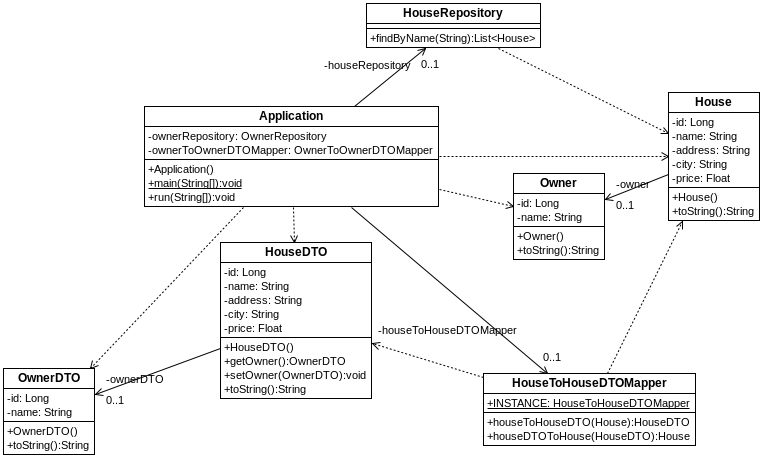 HouseRepository
+findByName(String):List<House>
-houseRepository
0..1
Application
-ownerRepository: OwnerRepository
-ownerToOwnerDTOMapper: OwnerToOwnerDTOMapper
+Application()
+main(String[]):void
+run(String[]):void
House
-id: Long
-name: String
-address: String
-city: String
-price: Float
+House()
+toString():String
Owner
-id: Long
-name: String
+Owner()
+toString():String
-owner
0..1
HouseDTO
-id: Long
-name: String
-address: String
-city: String
-price: Float
+HouseDTO()
+getOwner():OwnerDTO
+setOwner(OwnerDTO):void
+toString():String
-houseToHouseDTOMapper
0..1
OwnerDTO
-id: Long
-name: String
+OwnerDTO()
+toString():String
-ownerDTO
0..1
HouseToHouseDTOMapper
+INSTANCE: HouseToHouseDTOMapper
+houseToHouseDTO(House):HouseDTO
+houseDTOToHouse(HouseDTO):House